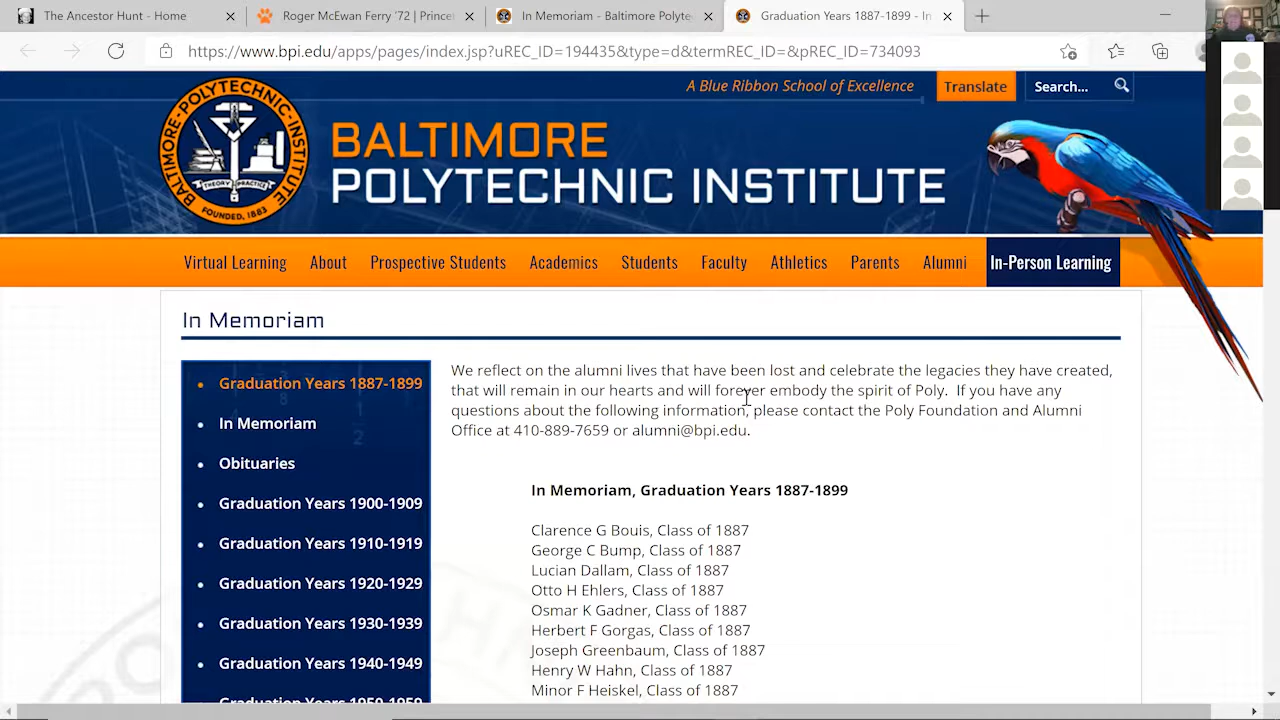 The Ancestor Hunt - Home
Roger McEwan Ferry '72 | Prince
In Memoriam - Baltimore Polyte
Graduation Years 1887-1899 - In
https://www.bpi.edu/apps/pages/index.jsp?uREC_ID=194435&type=d&termREC_ID=&pREC_ID=734093
A Blue Ribbon School of Excellence
Translate
Search...
BALTIMORE POLYTECHNIC INSTITUTE
THEORY PRACTICE
FOUNDED, 1883
BALTIMORE
POLYTECHNIC INSTITUTE
Virtual Learning
About
Prospective Students
Academics
Students
Faculty
Athletics
Parents
Alumni
In-Person Learning
In Memoriam
Graduation Years 1887-1899
In Memoriam
Obituaries
Graduation Years 1900-1909
Graduation Years 1910-1919
Graduation Years 1920-1929
Graduation Years 1930-1939
Graduation Years 1940-1949
Graduation Years 1950-1959
We reflect on the alumni lives that have been lost and celebrate the legacies they have created,
that will remain in our hearts and will forever embody the spirit of Poly. If you have any
questions about the following information, please contact the Poly Foundation and Alumni
Office at 410-889-7659 or alumni@bpi.edu.
In Memoriam, Graduation Years 1887-1899
Clarence G Bouis, Class of 1887
George C Bump, Class of 1887
Lucian Dallam, Class of 1887
Otto H Ehlers, Class of 1887
Osmar K Gadner, Class of 1887
Herbert F Gorgas, Class of 1887
Joseph Greenbaum, Class of 1887
Henry W Hahn, Class of 1887
Minor F Heiskel, Class of 1887